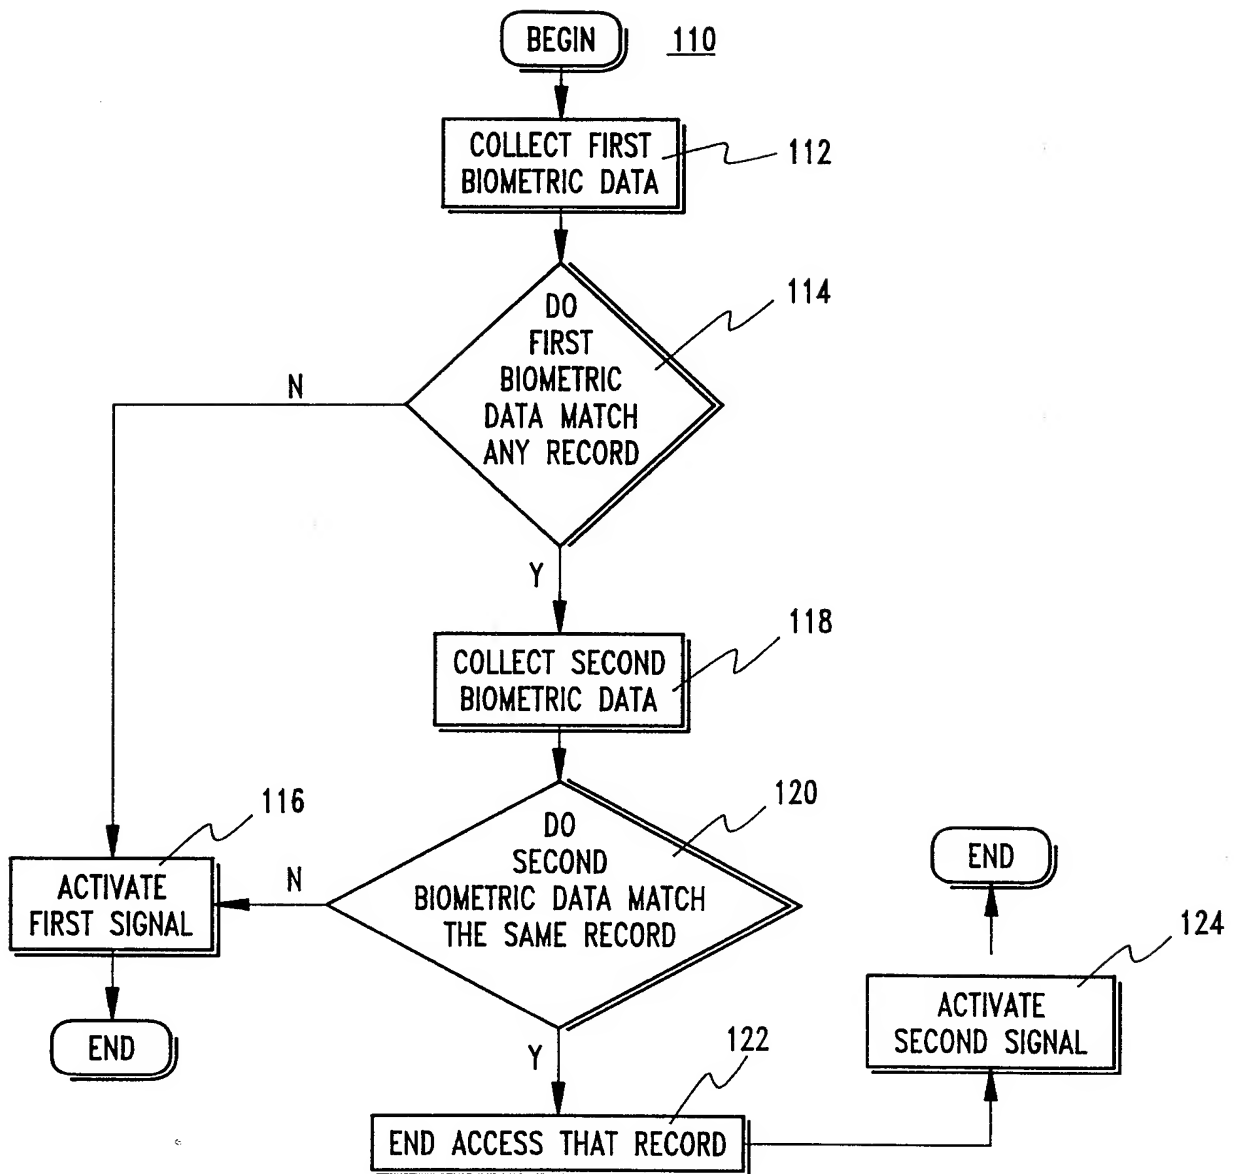 BEGIN
110
COLLECT FIRST
BIOMETRIC DATA
112
DO
FIRST
BIOMETRIC
DATA MATCH
ANY RECORD
114
N
Y
COLLECT SECOND
BIOMETRIC DATA
118
DO
SECOND
BIOMETRIC DATA MATCH
THE SAME RECORD
120
N
116
ACTIVATE
FIRST SIGNAL
END
Y
END ACCESS THAT RECORD
122
ACTIVATE
SECOND SIGNAL
124
END